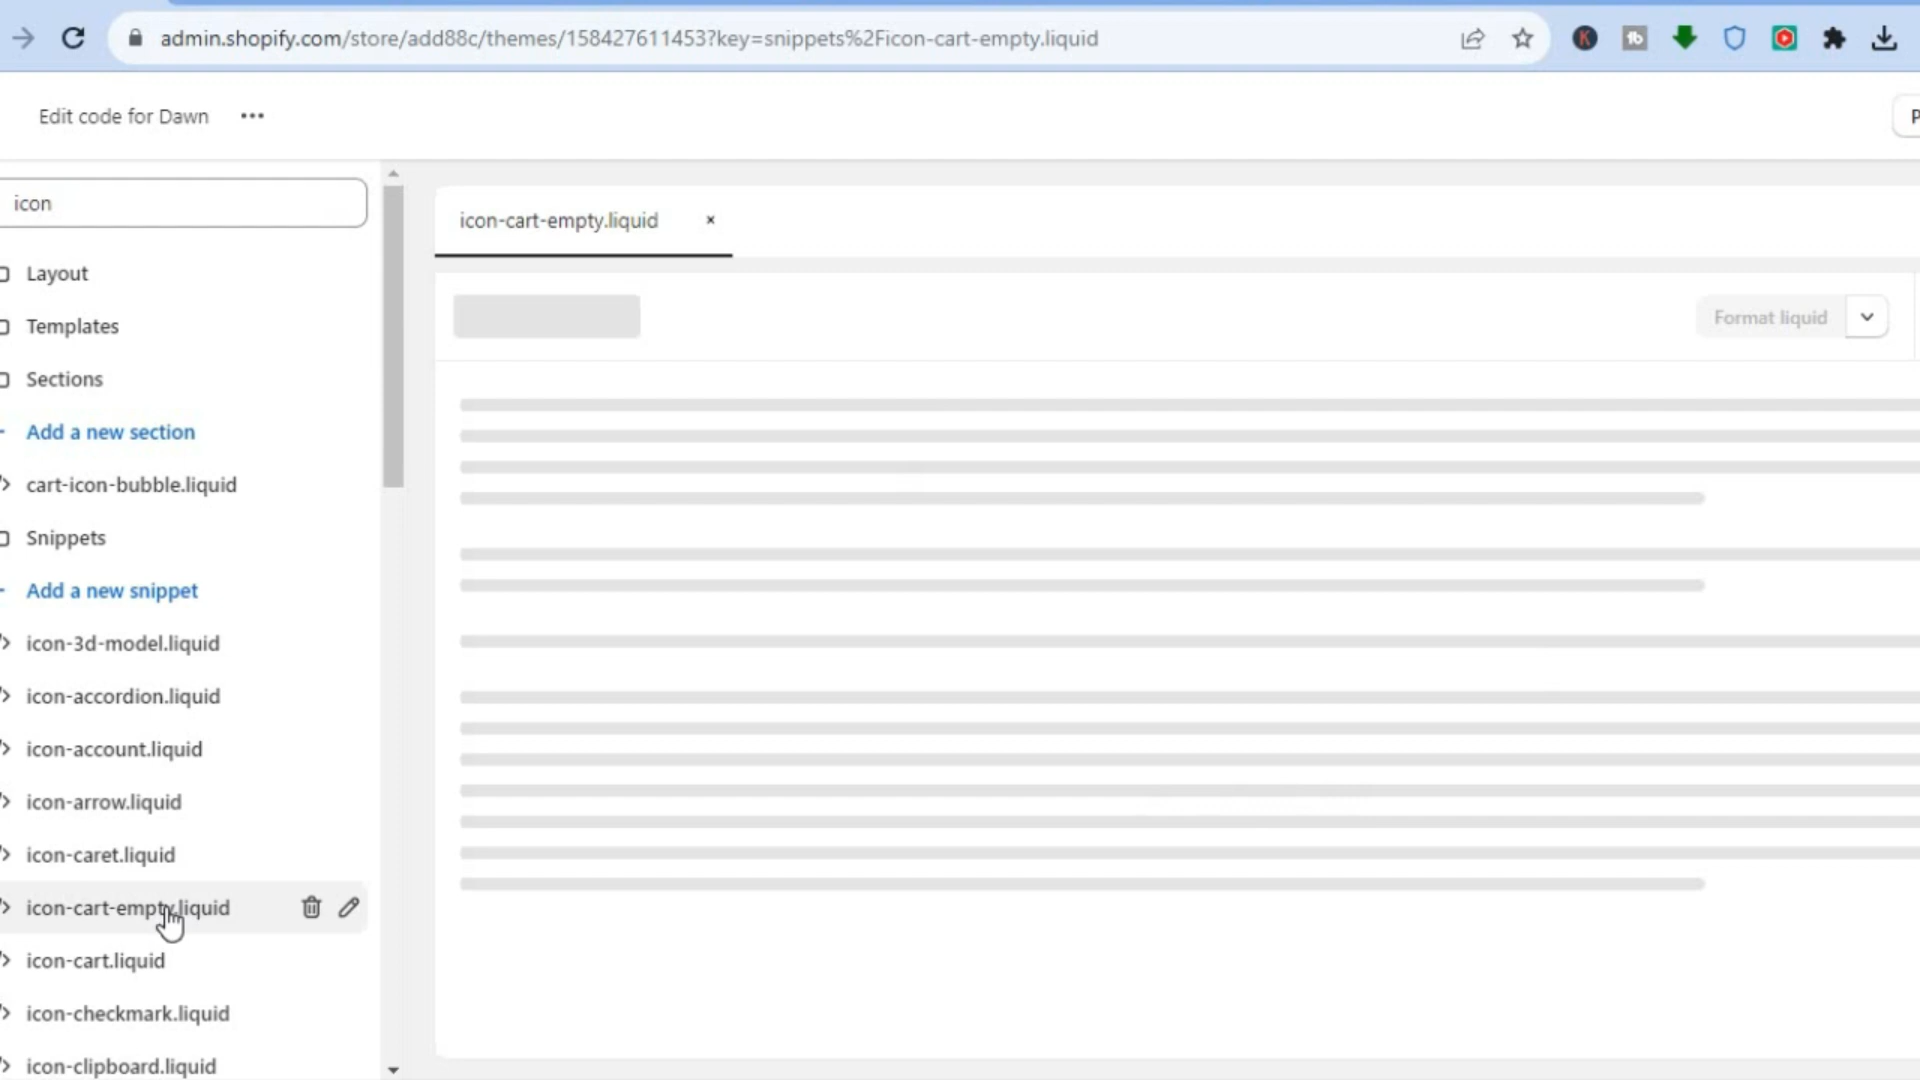 admin.shopify.com/store/add88c/themes/158427611453?key=snippets%2Ficon-cart-empty.liquid
K
tb
Edit code for Dawn
P
icon
icon-cart-empty.liquid
Layout
Format liquid
Templates
Sections
Add a new section
cart-icon-bubble.liquid
Snippets
Add a new snippet
icon-3d-model.liquid
icon-accordion.liquid
icon-account.liquid
icon-arrow.liquid
icon-caret.liquid
icon-cart-empty.liquid
icon-cart.liquid
icon-checkmark.liquid
icon-clipboard.liquid